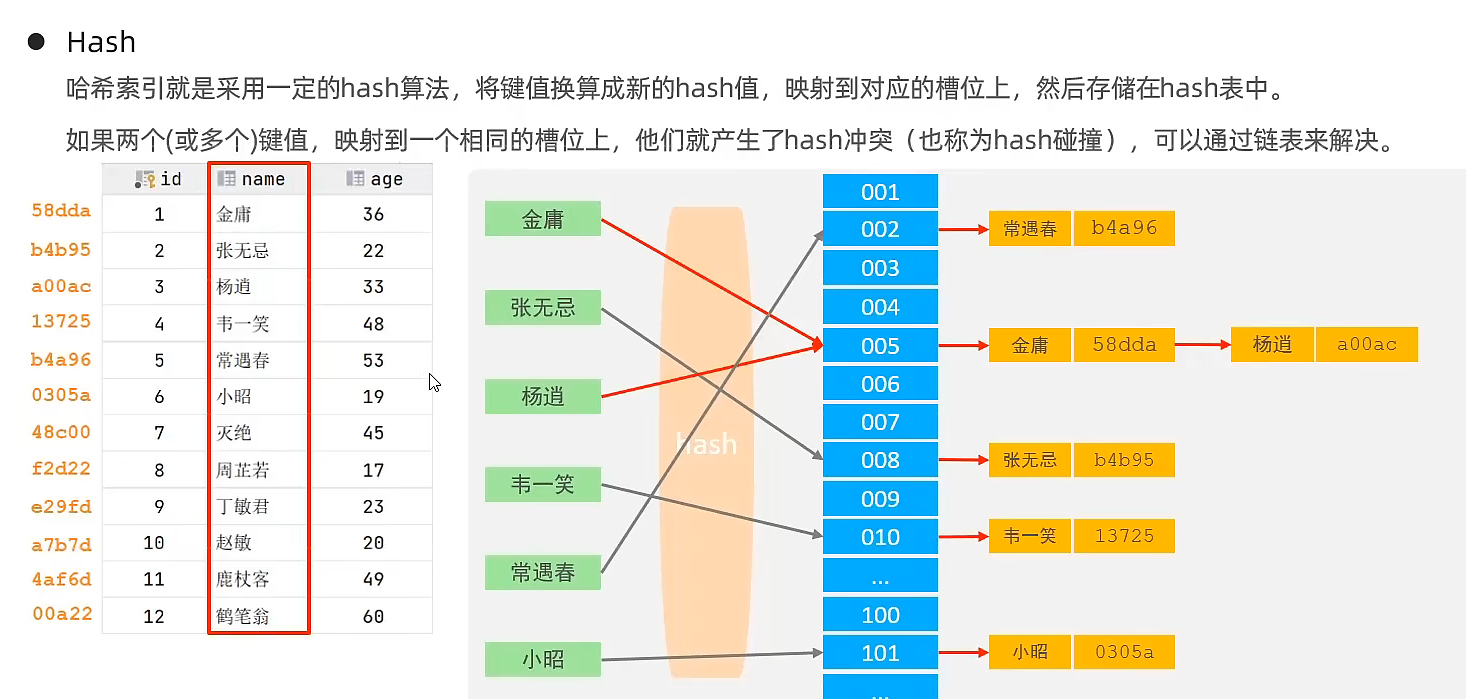 ● Hash
哈希索引就是采用一定的hash算法，将键值换算成新的hash值，映射到对应的槽位上，然后存储在hash表中。
如果两个(或多个)键值，映射到一个相同的槽位上，他们就产生了hash冲突（也称为hash碰撞），可以通过链表来解决。
id name age
58dda 1 金庸 36
b4b95 2 张无忌 22
a00ac 3 杨逍 33
13725 4 韦一笑 48
b4a96 5 常遇春 53
0305a 6 小昭 19
48c00 7 灭绝 45
f2d22 8 周芷若 17
e29fd 9 丁敏君 23
a7b7d 10 赵敏 20
4af6d 11 鹿杖客 49
00a22 12 鹤笔翁 60
金庸
张无忌
杨逍
韦一笑
常遇春
小昭
hash
001
002 常遇春 b4a96
003
004
005 金庸 58dda 杨逍 a00ac
006
007
008 张无忌 b4b95
009
010 韦一笑 13725
...
100
101 小昭 0305a
...